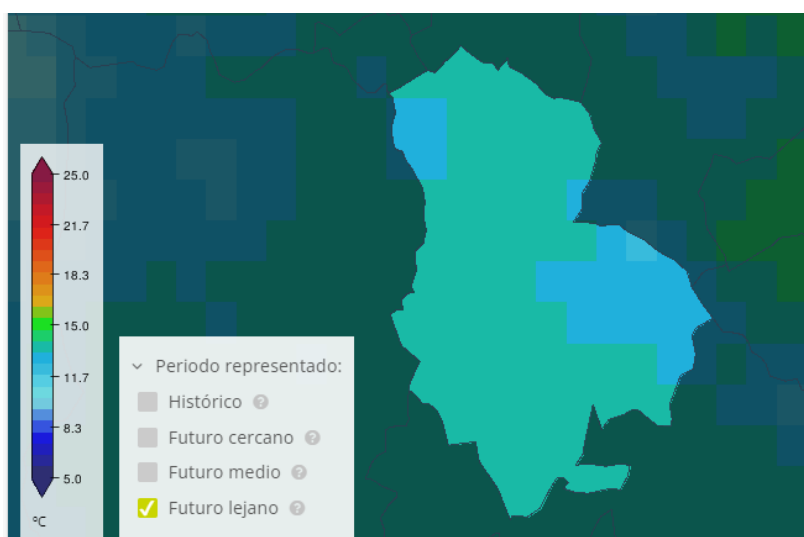 25.0
21.7
18.3
15.0
11.7
8.3
5.0
°C
Periodo representado:
Histórico ?
Futuro cercano ?
Futuro medio ?
Futuro lejano ?